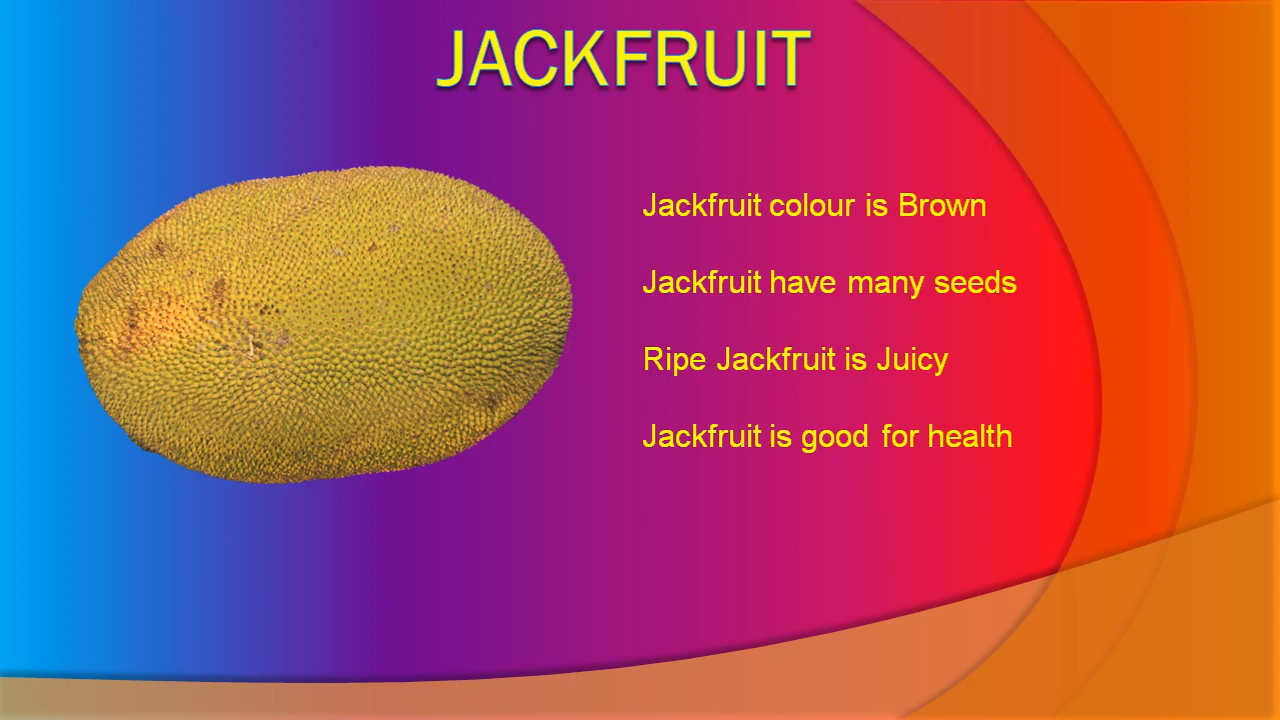 JACKFRUIT
Jackfruit colour is Brown
Jackfruit have many seeds
Ripe Jackfruit is Juicy
Jackfruit is good for health